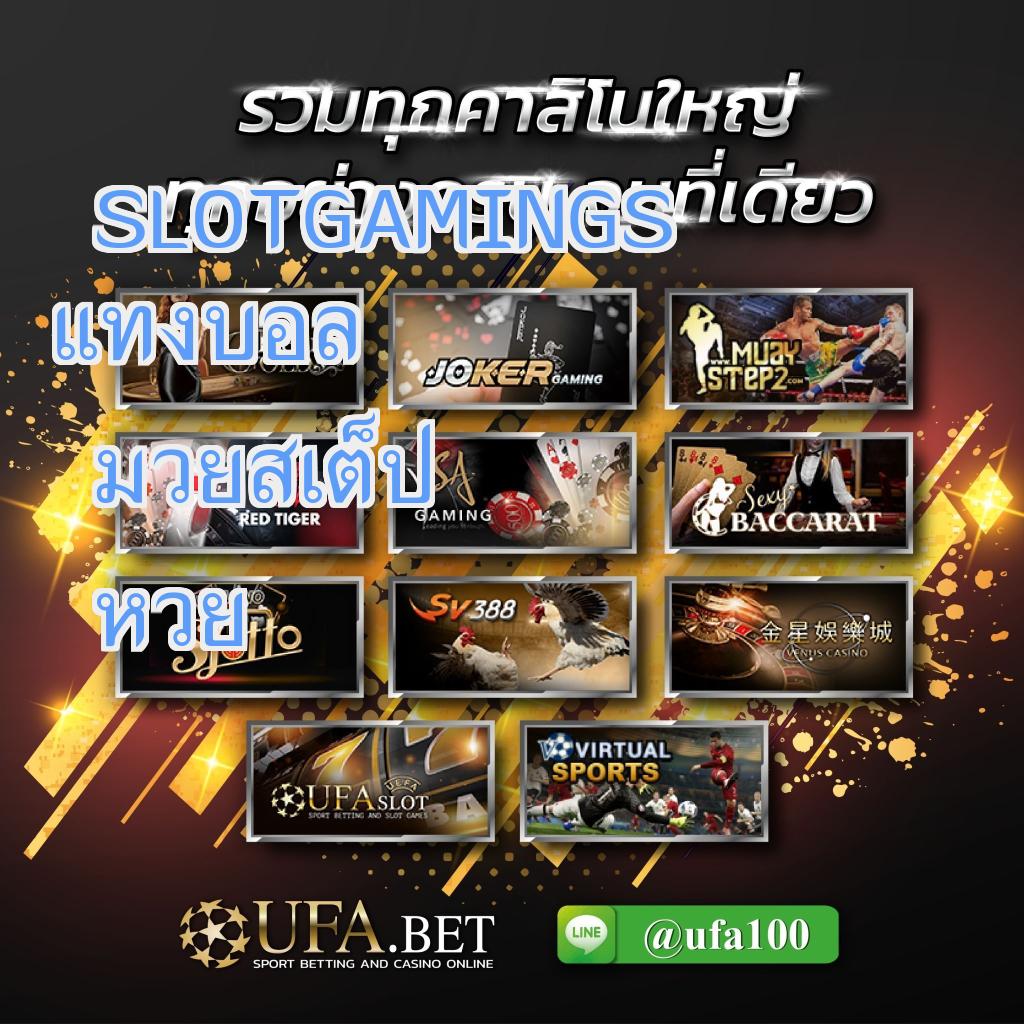 รวมทุกคาสิโนใหญ่
ที่เดียว
SLOTGAMINGS
แทงบอล
JOKER GAMING
WWW.MUAY
STEP2.COM
มวยสเต็ป
RED TIGER
SA
GAMING
Sexy
BACCARAT
หวย
SV388
金星娛樂城
VENUS CASINO
UEFA
UFA SLOT
SPORT BETTING AND SLOT GAMES
VIRTUAL
SPORTS
UFA.BET
SPORT BETTING AND CASINO ONLINE
LINE
@ufa100